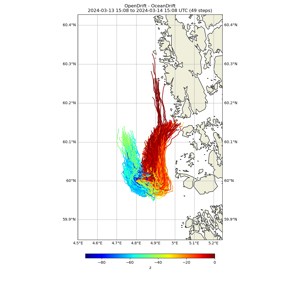 OpenDrift - OceanDrift
2024-03-13 15:08 to 2024-03-14 15:08 UTC (49 steps)
60.4°N 60.4°N
60.3°N 60.3°N
60.2°N 60.2°N
60.1°N 60.1°N
60°N 60°N
59.9°N 59.9°N
4.5°E 4.6°E 4.7°E 4.8°E 4.9°E 5°E 5.1°E 5.2°E
−80 −60 −40 −20 0
z